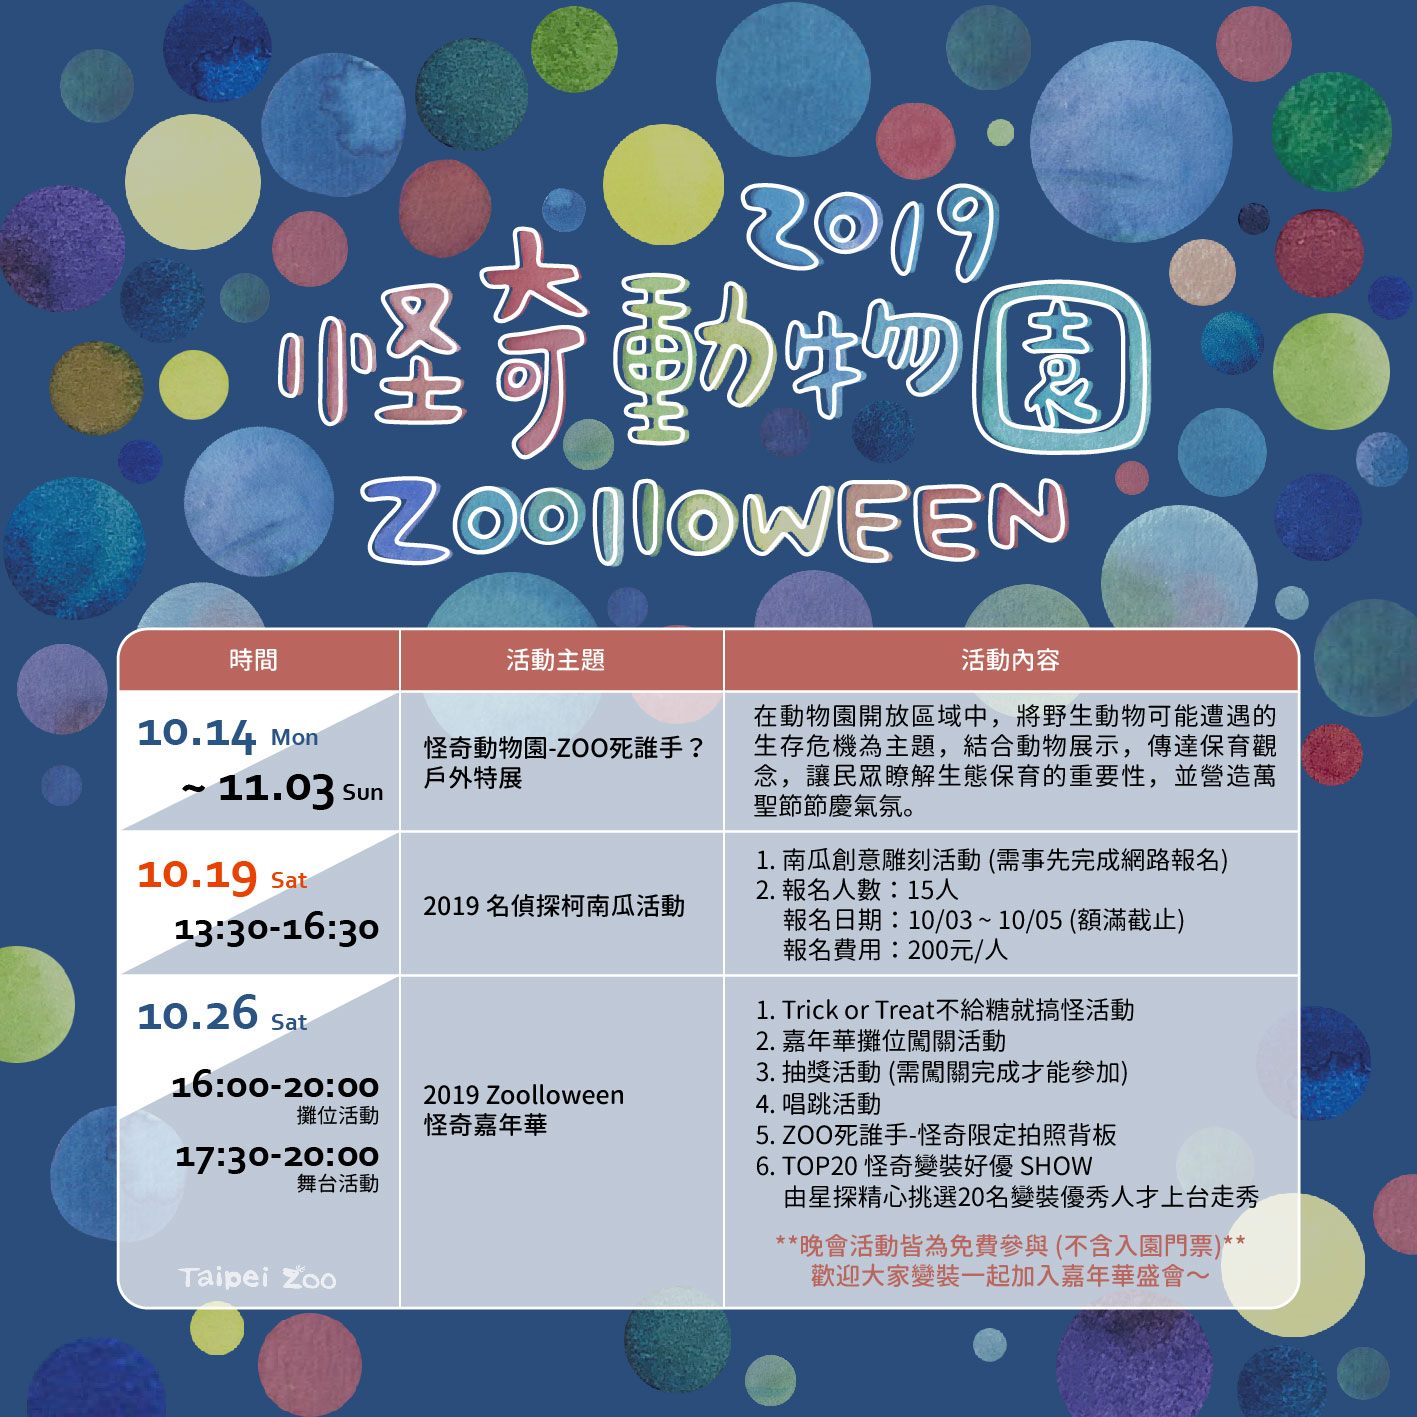 2019
怪奇動物園
ZOOlloWEEN
時間
活動主題
活動內容
10.14 Mon
~ 11.03 Sun
怪奇動物園-ZOO死誰手？
戶外特展
在動物園開放區域中，將野生動物可能遭遇的
生存危機為主題，結合動物展示，傳達保育觀
念，讓民眾瞭解生態保育的重要性，並營造萬
聖節節慶氣氛。
10.19 Sat
13:30-16:30
2019 名偵探柯南瓜活動
1. 南瓜創意雕刻活動 (需事先完成網路報名)
2. 報名人數：15人
報名日期：10/03 ~ 10/05 (額滿截止)
報名費用：200元/人
10.26 Sat
16:00-20:00
攤位活動
17:30-20:00
舞台活動
2019 Zoolloween
怪奇嘉年華
1. Trick or Treat不給糖就搞怪活動
2. 嘉年華攤位闖關活動
3. 抽獎活動 (需闖關完成才能參加)
4. 唱跳活動
5. ZOO死誰手-怪奇限定拍照背板
6. TOP20 怪奇變裝好優 SHOW
由星探精心挑選20名變裝優秀人才上台走秀
**晚會活動皆為免費參與 (不含入園門票)**
歡迎大家變裝一起加入嘉年華盛會～
Taipei Zoo